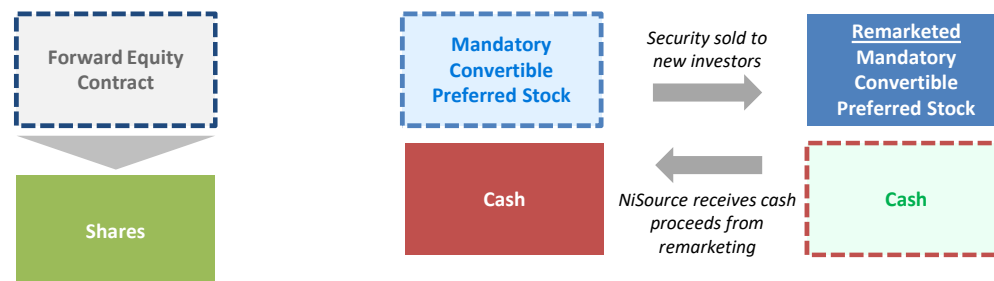 Forward Equity
Contract
Shares
Mandatory
Convertible
Preferred Stock
Cash
Security sold to
new investors
NiSource receives cash
proceeds from
remarketing
Remarketed
Mandatory
Convertible
Preferred Stock
Cash